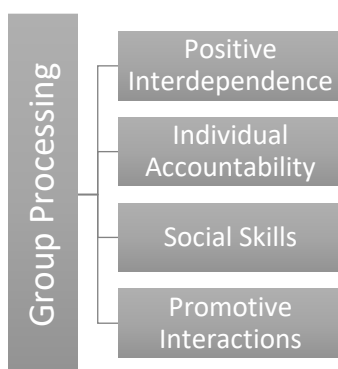 Group Processing
Positive
Interdependence
Individual
Accountability
Social Skills
Promotive
Interactions